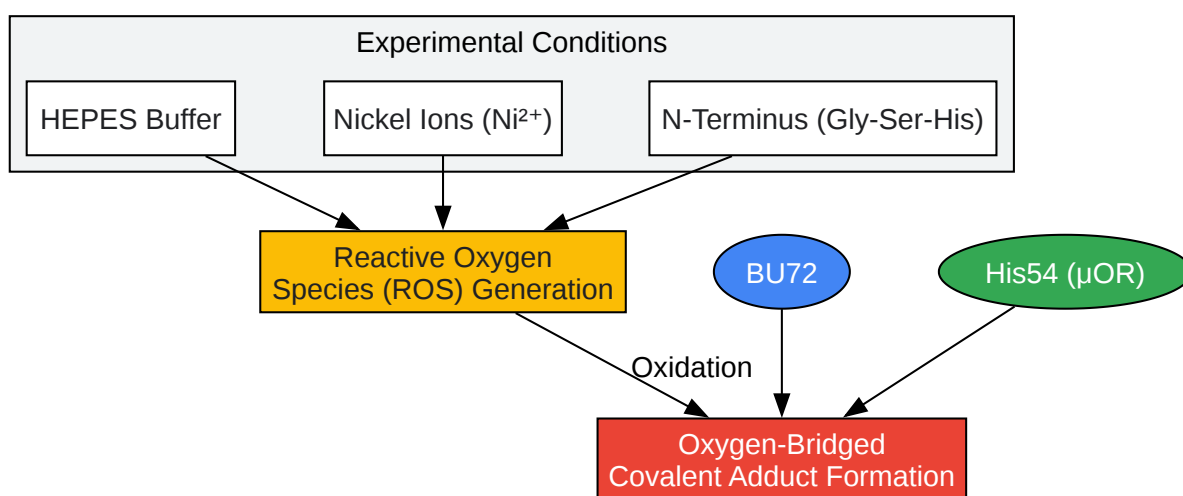 Experimental Conditions
HEPES Buffer
Nickel Ions (Ni²⁺)
N-Terminus (Gly-Ser-His)
Reactive Oxygen
Species (ROS) Generation
BU72
His54 (μOR)
Oxidation
Oxygen-Bridged
Covalent Adduct Formation